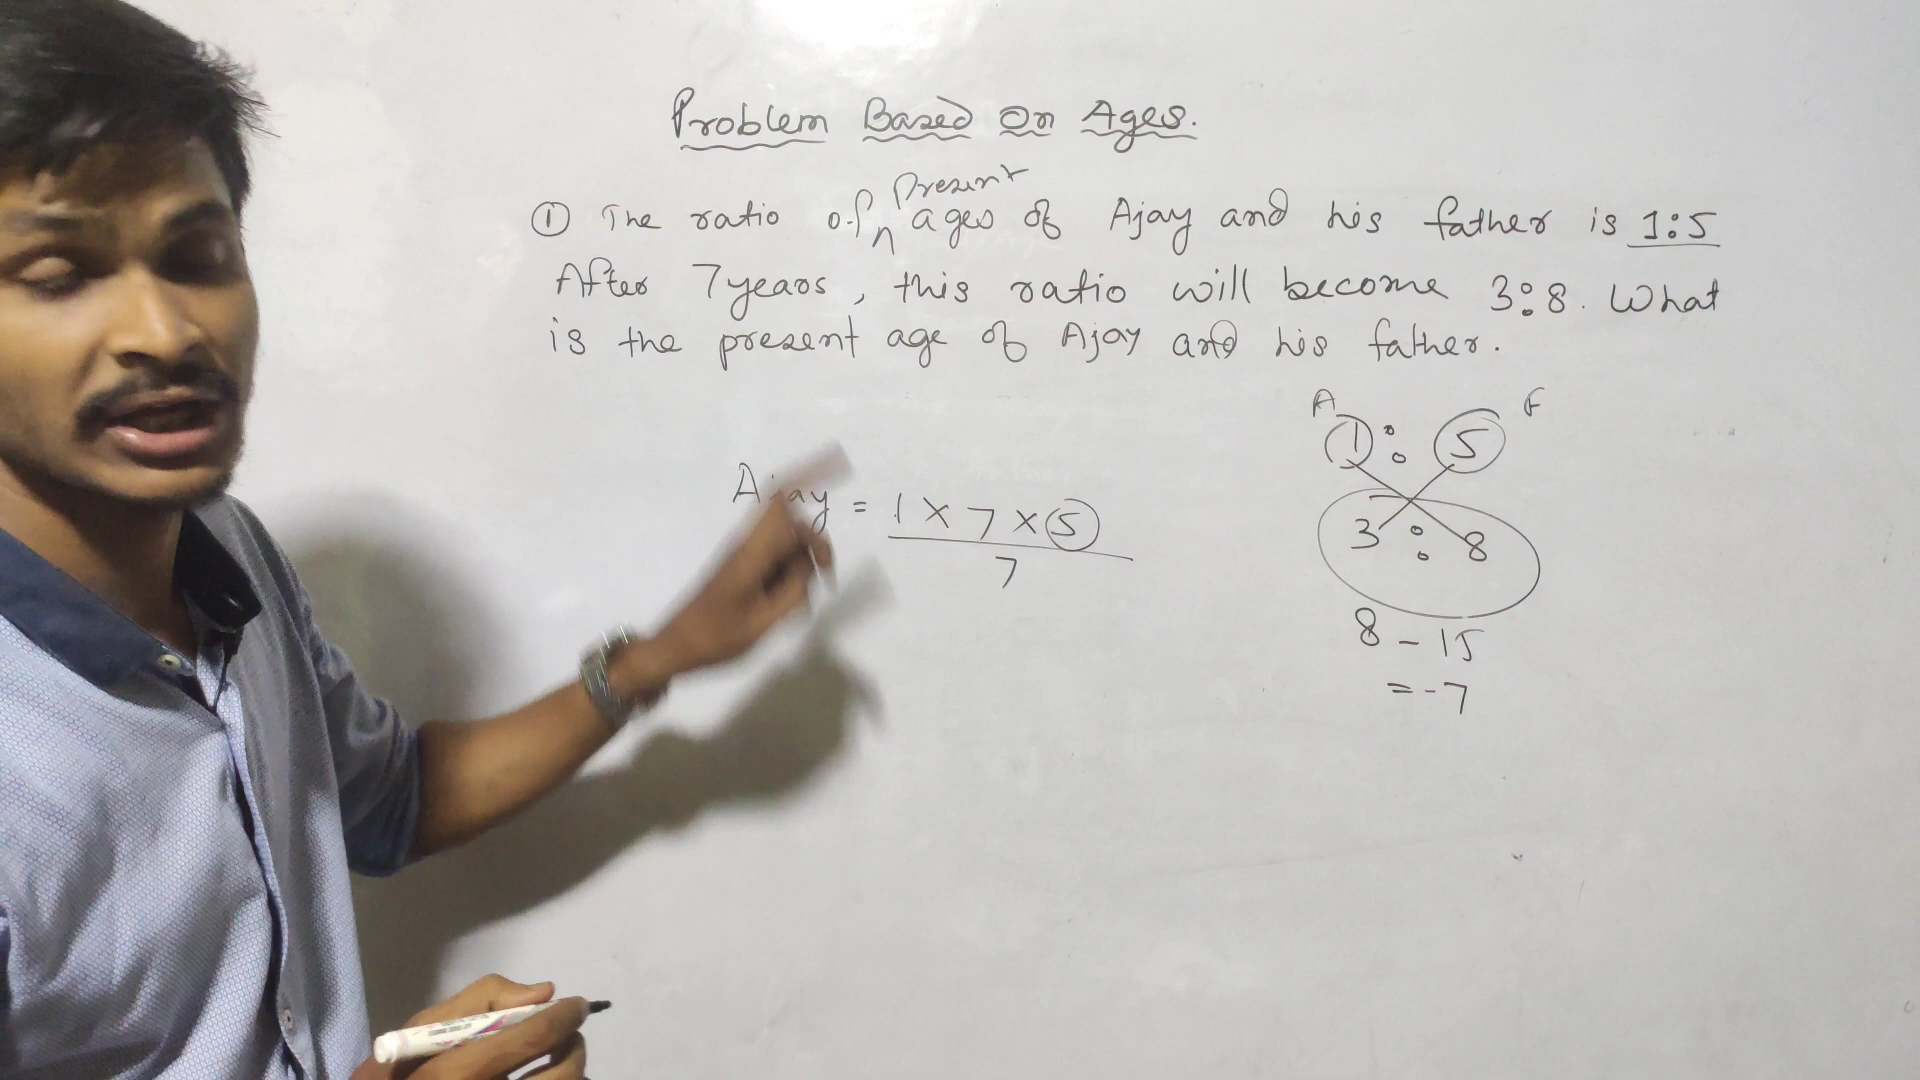 Problem Based On Ages.
① The ratio of present ages of Ajay and his father is 1:5
After 7 years, this ratio will become 3:8. What
is the present age of Ajay and his father.
A F
1 : 5
3 : 8
8 - 15
= -7
Ajay = 1 × 7 × 5
7